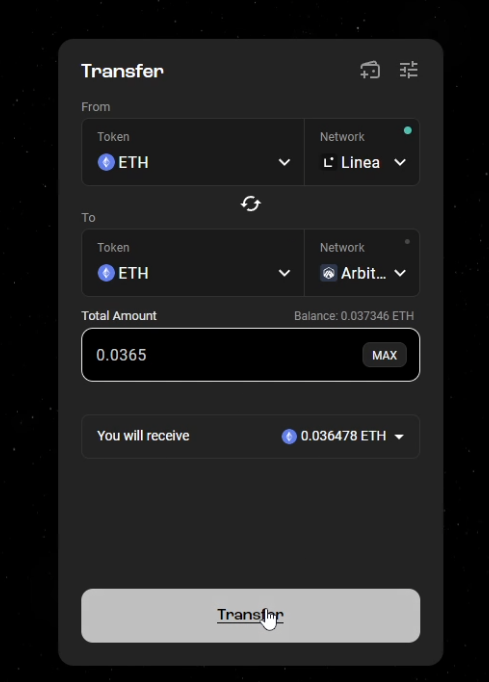 Transfer
From
Token
Network
ETH
Linea
To
Token
Network
ETH
Arbit...
Total Amount
Balance: 0.037346 ETH
0.0365
MAX
You will receive
0.036478 ETH
Transfer